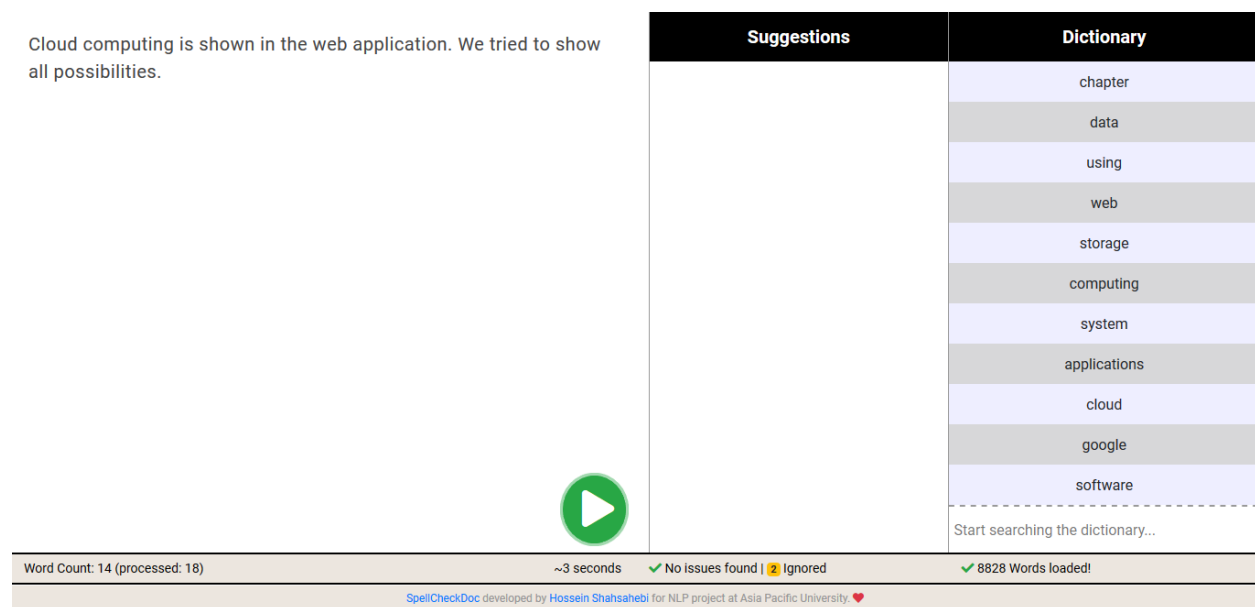 Cloud computing is shown in the web application. We tried to show
all possibilities.
Suggestions
Dictionary
chapter
data
using
web
storage
computing
system
applications
cloud
google
software
Start searching the dictionary...
Word Count: 14 (processed: 18)
~3 seconds
No issues found | 2 Ignored
8828 Words loaded!
SpellCheckDoc developed by Hossein Shahsahebi for NLP project at Asia Pacific University.